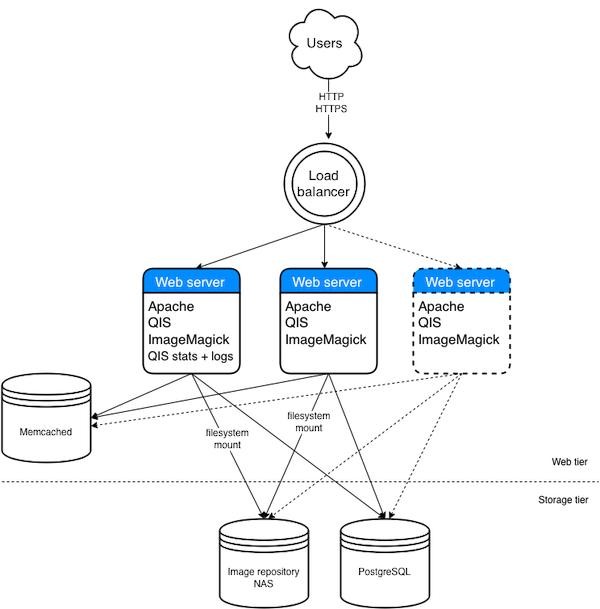 Users
HTTP
HTTPS
Load
balancer
Web server
Apache
QIS
ImageMagick
QIS stats + logs
Web server
Apache
QIS
ImageMagick
Web server
Apache
QIS
ImageMagick
Memcached
filesystem
mount
filesystem
mount
Web tier
Storage tier
Image repository
NAS
PostgreSQL